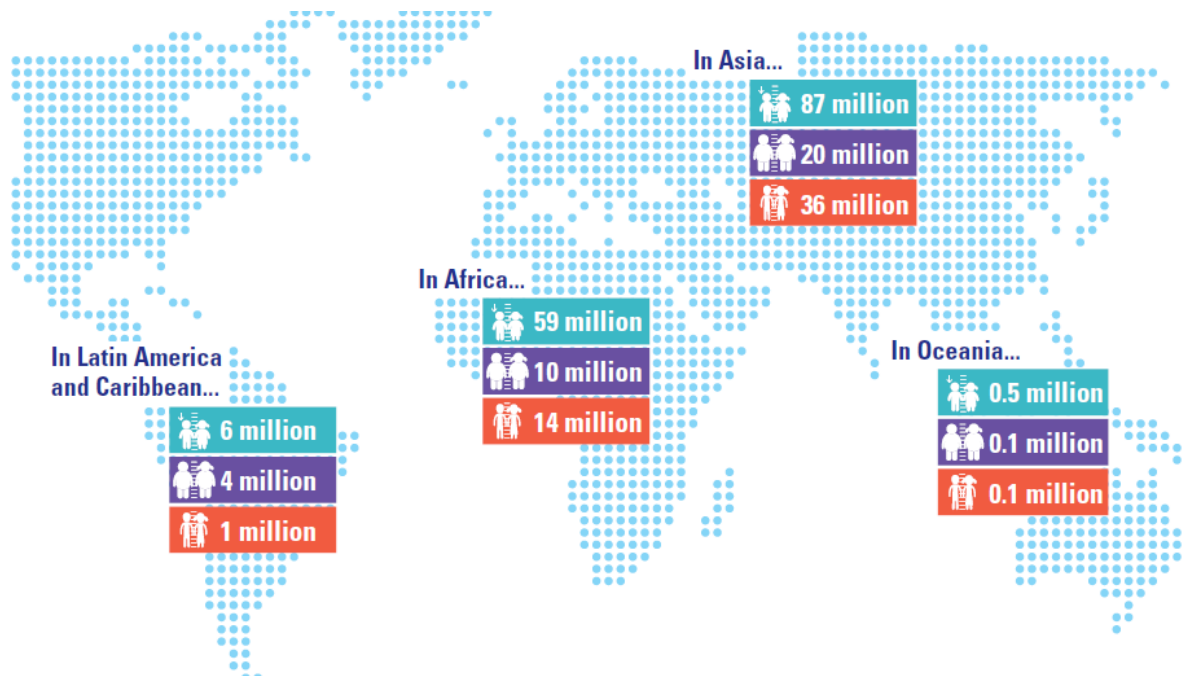 In Asia...
87 million
20 million
36 million
In Africa...
59 million
10 million
14 million
In Latin America
and Caribbean...
6 million
4 million
1 million
In Oceania...
0.5 million
0.1 million
0.1 million